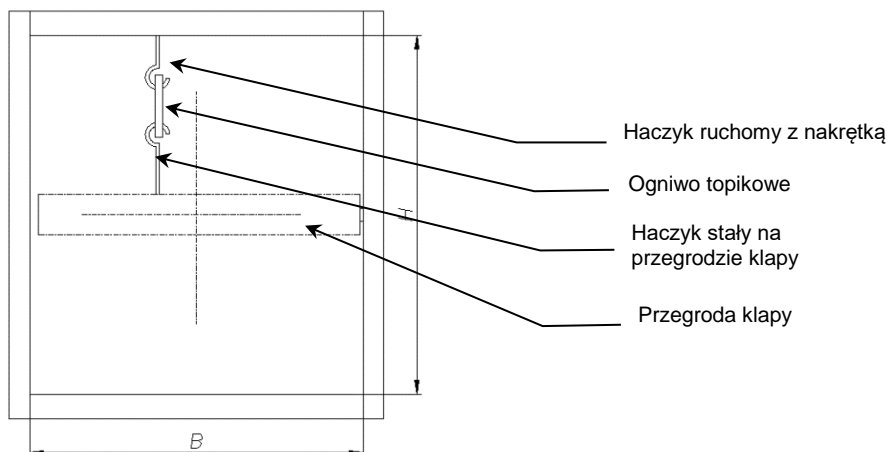 Haczyk ruchomy z nakrętką
Ogniwo topikowe
H
Haczyk stały na
przegrodzie klapy
Przegroda klapy
B